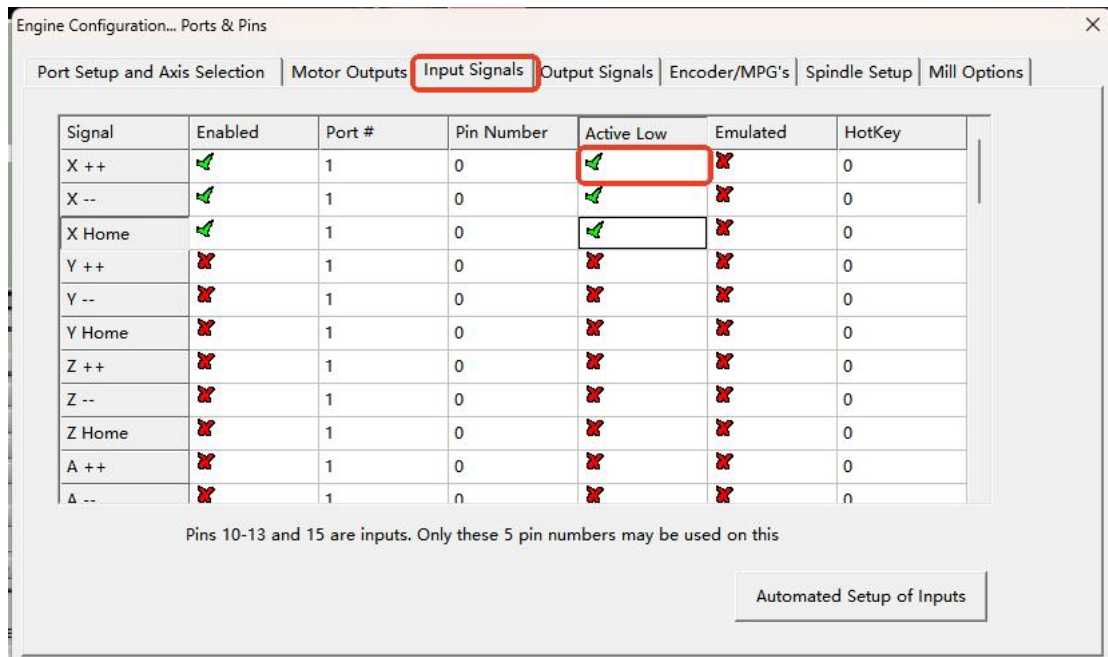 Engine Configuration... Ports & Pins
Port Setup and Axis Selection Motor Outputs Input Signals Output Signals Encoder/MPG's Spindle Setup Mill Options
Signal Enabled Port # Pin Number Active Low Emulated HotKey
X ++ 1 0 0
X -- 1 0 0
X Home 1 0 0
Y ++ 1 0 0
Y -- 1 0 0
Y Home 1 0 0
Z ++ 1 0 0
Z -- 1 0 0
Z Home 1 0 0
A ++ 1 0 0
A -- 1 0 0
Pins 10-13 and 15 are inputs. Only these 5 pin numbers may be used on this
Automated Setup of Inputs